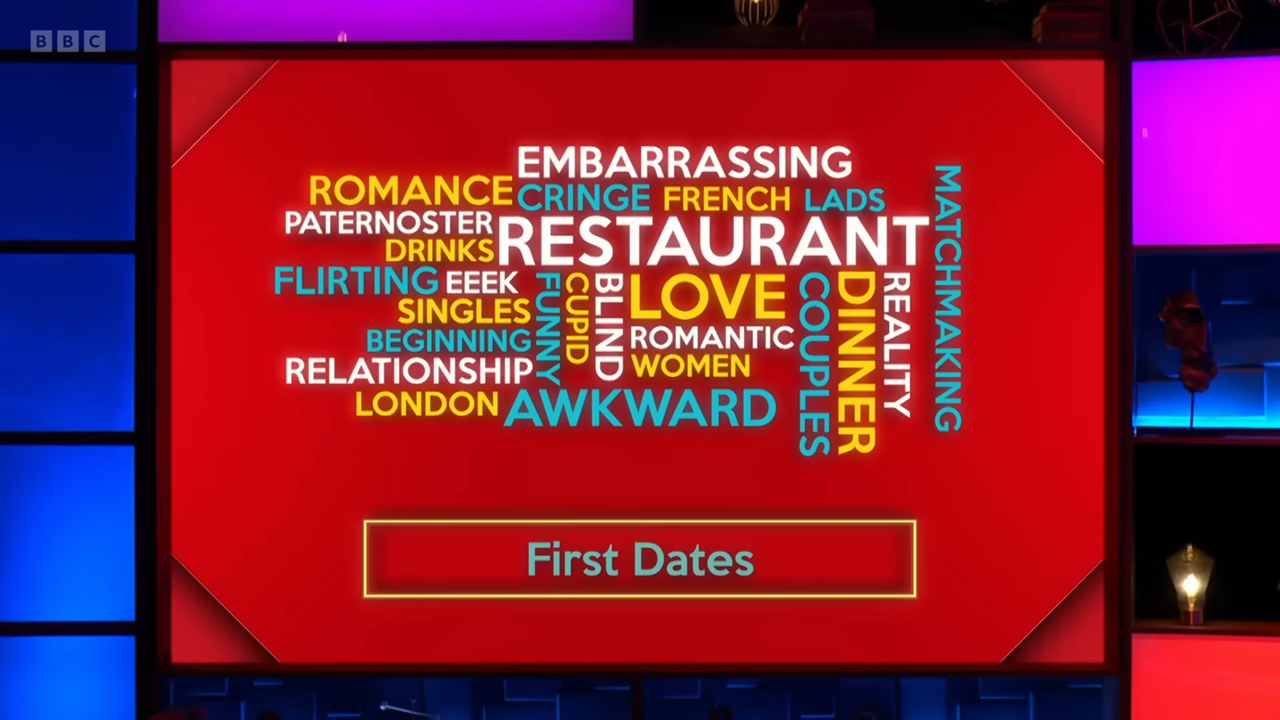 BBC
EMBARRASSING
ROMANCE CRINGE FRENCH LADS
PATERNOSTER
RESTAURANT
DRINKS
FLIRTING EEEK
SINGLES
BEGINNING
RELATIONSHIP
LONDON
FUNNY
CUPID
BLIND
LOVE
ROMANTIC
WOMEN
AWKWARD
COUPLES
DINNER
REALITY
MATCHMAKING
First Dates